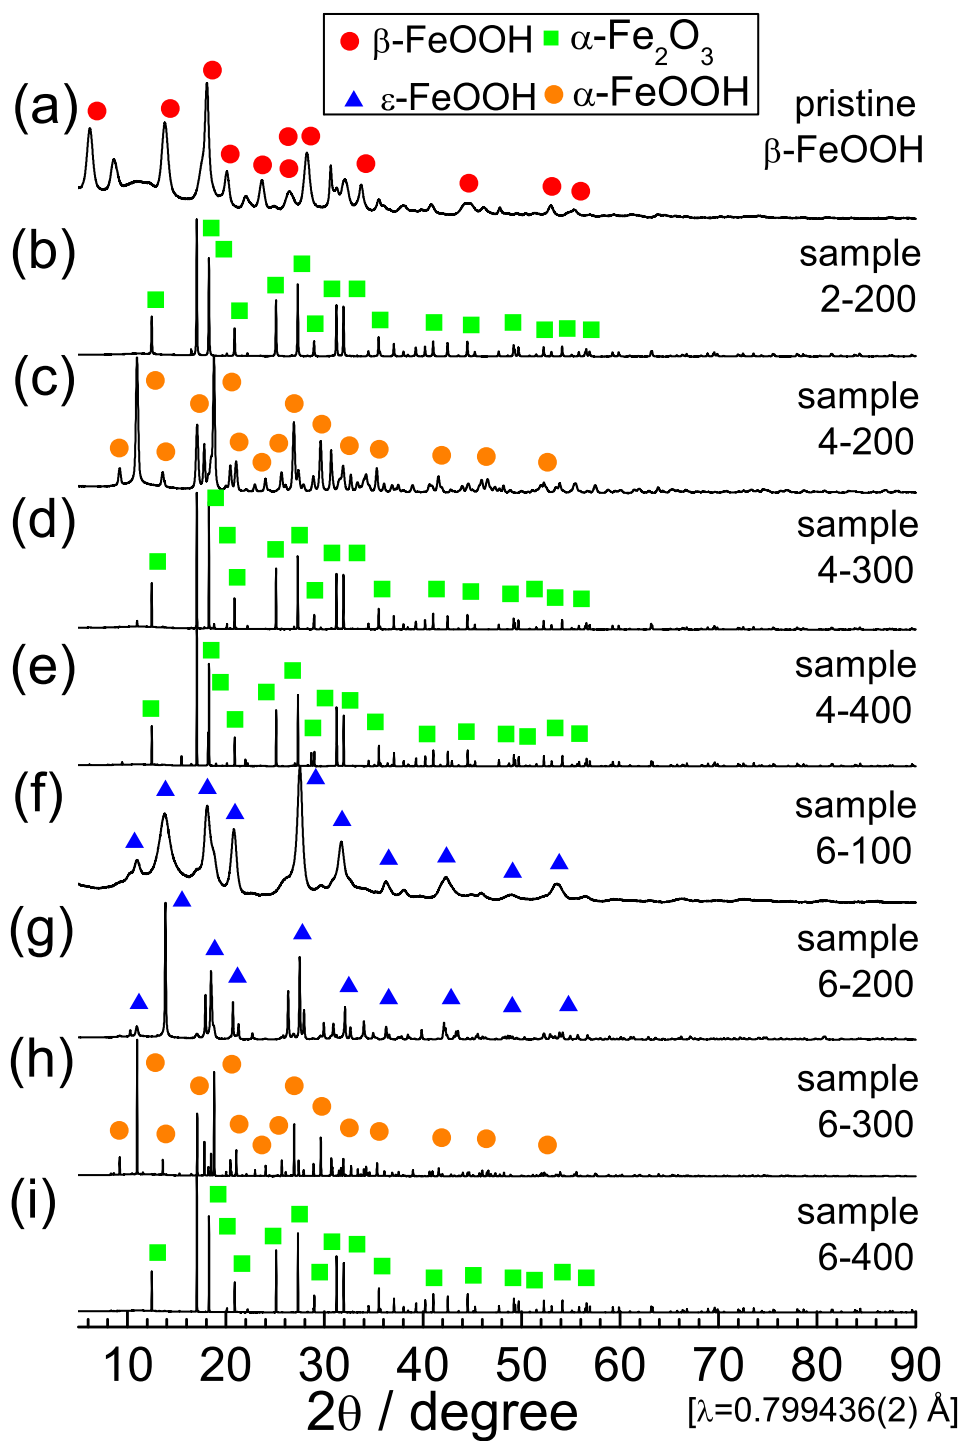 β-FeOOH α-Fe2O3
ε-FeOOH α-FeOOH
(a) pristine
β-FeOOH
(b) sample
2-200
(c) sample
4-200
(d) sample
4-300
(e) sample
4-400
(f) sample
6-100
(g) sample
6-200
(h) sample
6-300
(i) sample
6-400
10 20 30 40 50 60 70 80 90
2θ / degree [λ=0.799436(2) Å]